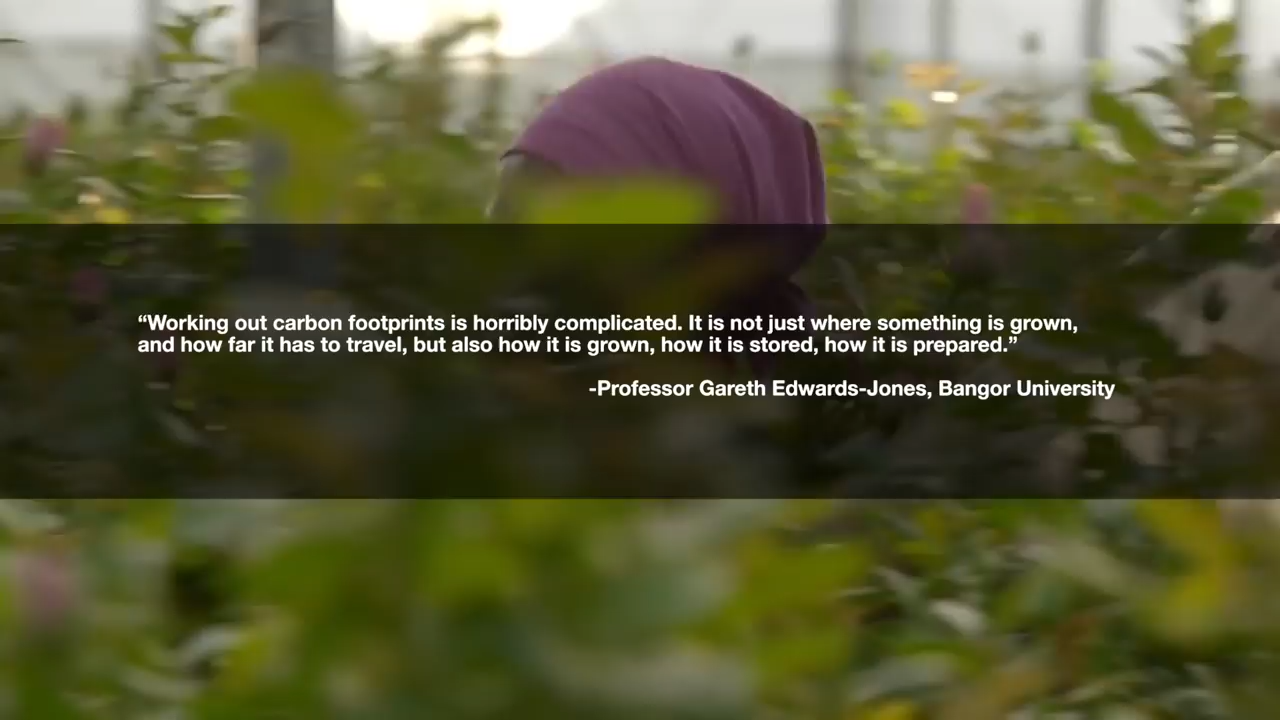 “Working out carbon footprints is horribly complicated. It is not just where something is grown,
and how far it has to travel, but also how it is grown, how it is stored, how it is prepared.”
-Professor Gareth Edwards-Jones, Bangor University